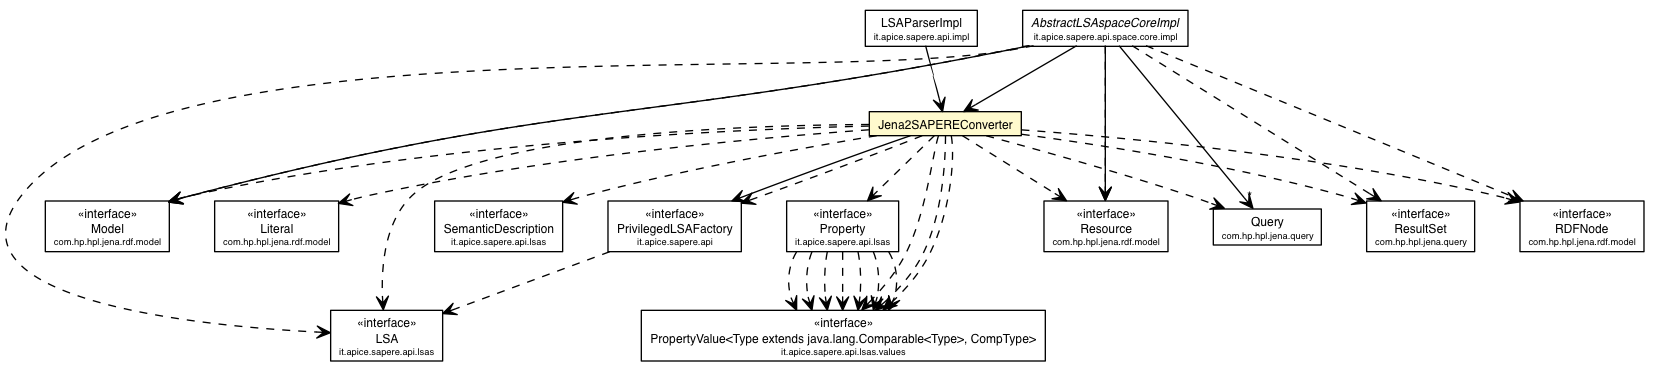 LSAParserImpl
it.apice.sapere.api.impl
AbstractLSAspaceCoreImpl
it.apice.sapere.api.space.core.impl
Jena2SAPEREConverter
«interface»
Model
com.hp.hpl.jena.rdf.model
«interface»
Literal
com.hp.hpl.jena.rdf.model
«interface»
SemanticDescription
it.apice.sapere.api.lsas
«interface»
PrivilegedLSAFactory
it.apice.sapere.api
«interface»
Property
it.apice.sapere.api.lsas
«interface»
Resource
com.hp.hpl.jena.rdf.model
Query
com.hp.hpl.jena.query
«interface»
ResultSet
com.hp.hpl.jena.query
«interface»
RDFNode
com.hp.hpl.jena.rdf.model
«interface»
LSA
it.apice.sapere.api.lsas
«interface»
PropertyValue<Type extends java.lang.Comparable<Type>, CompType>
it.apice.sapere.api.lsas.values